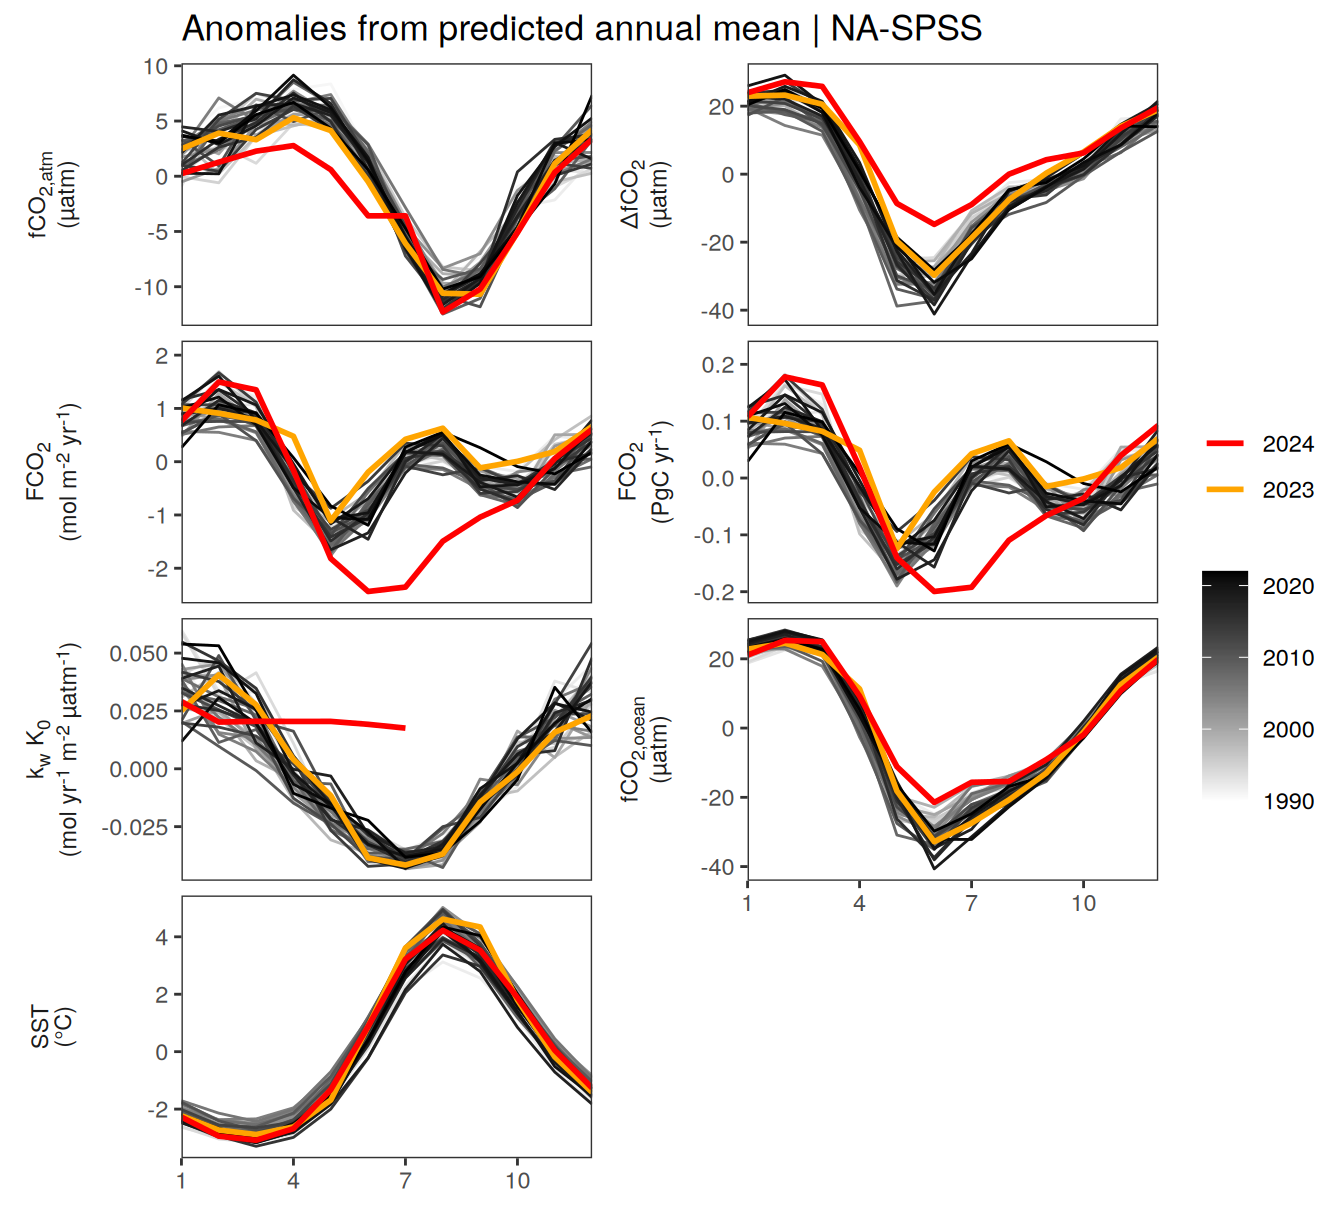 Anomalies from predicted annual mean | NA-SPSS
fCO2,atm
(µatm)
10
5
0
-5
-10
ΔfCO2
(µatm)
20
0
-20
-40
FCO2
(mol m-2 yr-1)
2
1
0
-1
-2
FCO2
(PgC yr-1)
0.2
0.1
0.0
-0.1
-0.2
kw K0
(mol yr-1 m-2 µatm-1)
0.050
0.025
0.000
-0.025
fCO2,ocean
(µatm)
20
0
-20
-40
1 4 7 10
SST
(°C)
4
2
0
-2
1 4 7 10
2024
2023
2020
2010
2000
1990